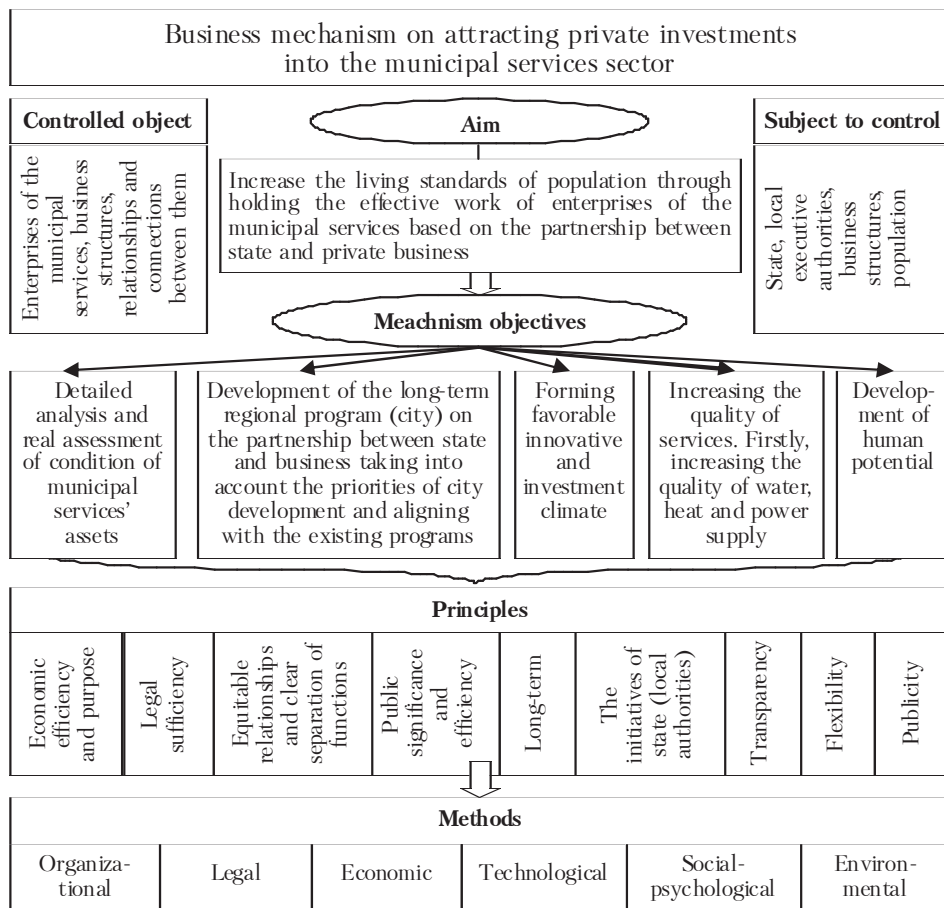 Business mechanism on attracting private investments
into the municipal services sector
Controlled object
Enterprises of the
municipal
services, business
structures,
relationships and
connections
between them
Aim
Increase the living standards of population through
holding the effective work of enterprises of the
municipal services based on the partnership between
state and private business
Subject to control
State, local
executive
authorities,
business
structures,
population
Meachnism objectives
Detailed
analysis and
real assessment
of condition of
municipal
services’
assets
Development of the long-term
regional program (city) on
the partnership between state
and business taking into
account the priorities of city
development and aligning
with the existing programs
Forming
favorable
innovative
and
investment
climate
Increasing the
quality of
services. Firstly,
increasing the
quality of water,
heat and power
supply
Develop-
ment of
human
potential
Principles
Economic
efficiency
and purpose
Legal
sufficiency
Equitable
relationships
and clear
separation of
functions
Public
significance
and
efficiency
Long-term
The
initiatives of
state (local
authorities)
Transparency
Flexibility
Publicity
Methods
Organiza-
tional
Legal
Economic
Technological
Social-
psychological
Environ-
mental